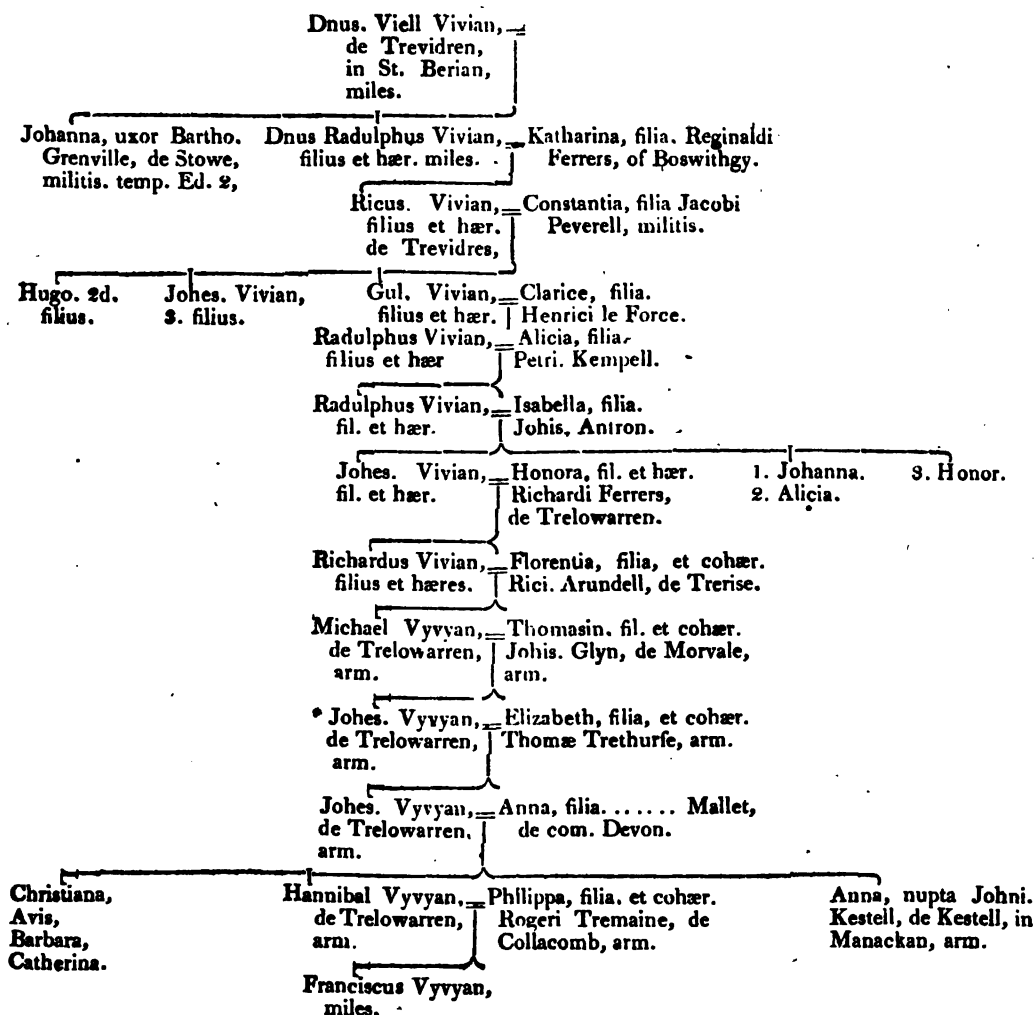 Dnus. Viell Vivian,
de Trevidren,
in St. Berian,
miles.
Johanna, uxor Bartho.
Grenville, de Stowe,
militis. temp. Ed. 2,
Dnus Radulphus Vivian,
filius et hær. miles.
Katharina, filia. Reginaldi
Ferrers, of Boswithgy.
Ricus. Vivian,
filius et hær.
de Trevidres,
Constantia, filia Jacobi
Peverell, militis.
Hugo. 2d.
filius.
Johes. Vivian,
3. filius.
Gul. Vivian,
filius et hær.
Clarice, filia.
Henrici le Force.
Radulphus Vivian,
filius et hær
Alicia, filia
Petri. Kempell.
Radulphus Vivian,
fil. et hær.
Isabella, filia.
Johis. Antron.
Johes. Vivian,
fil. et hær.
Honora, fil. et hær.
Richardi Ferrers,
de Trelowarren.
1. Johanna.
2. Alicia.
3. Honor.
Richardus Vivian,
filius et hæres.
Florentia, filia, et cohær.
Rici. Arundell, de Trerise.
Michael Vyvyan,
de Trelowarren,
arm.
Thomasin. fil. et cohær.
Johis. Glyn, de Morvale,
arm.
Johes. Vyvyan,
de Trelowarren,
arm.
Elizabeth, filia, et cohær.
Thomæ Trethurfe, arm.
Johes. Vyvyan,
de Trelowarren,
arm.
Anna, filia....... Mallet,
de com. Devon.
Christiana,
Avis,
Barbara,
Catherina.
Hannibal Vyvyan,
de Trelowarren,
arm.
Philippa, filia. et cohær.
Rogeri Tremaine, de
Collacomb, arm.
Anna, nupta Johni.
Kestell, de Kestell, in
Manackan, arm.
Franciscus Vyvyan,
miles.